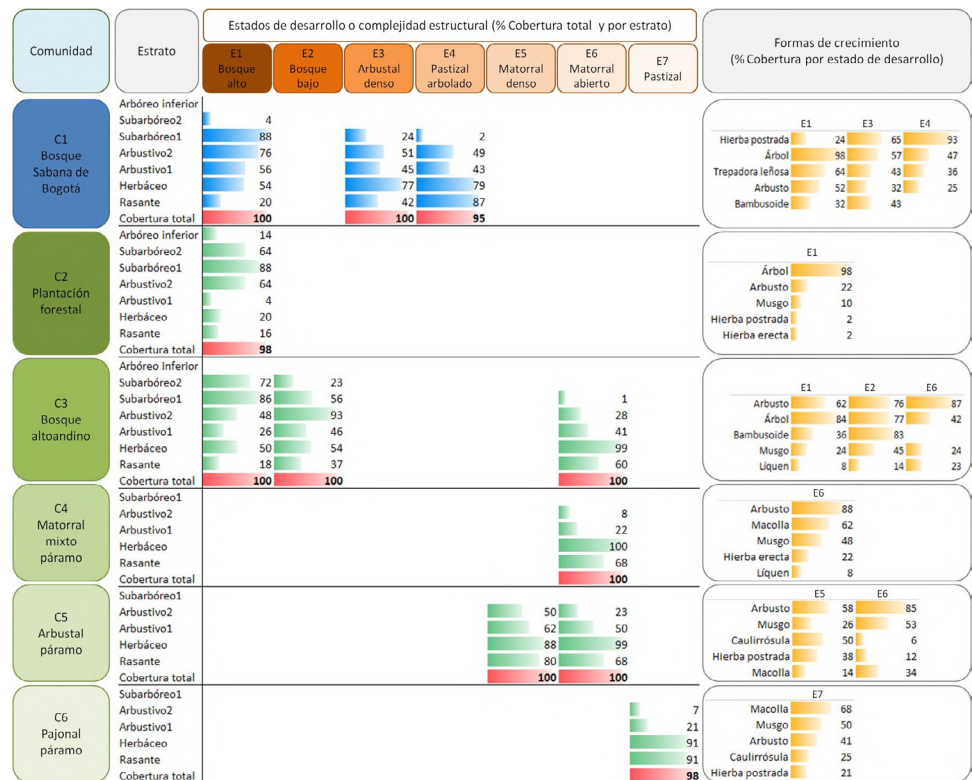 Comunidad
Estrato
Estados de desarrollo o complejidad estructural (% Cobertura total y por estrato)
E1 Bosque alto
E2 Bosque bajo
E3 Arbustal denso
E4 Pastizal arbolado
E5 Matorral denso
E6 Matorral abierto
E7 Pastizal
Formas de crecimiento
(% Cobertura por estado de desarrollo)
C1
Bosque
Sabana de
Bogotá
Arbóreo inferior
Subarbóreo2 4
Subarbóreo1 88 24 2
Arbustivo2 76 51 49
Arbustivo1 56 45 43
Herbáceo 54 77 79
Rasante 20 42 87
Cobertura total 100 100 95
E1 E3 E4
Hierba postrada 24 65 93
Árbol 98 57 47
Trepadora leñosa 64 43 36
Arbusto 52 32 25
Bambusoide 32 43
C2
Plantación
forestal
Arbóreo inferior 14
Subarbóreo2 64
Subarbóreo1 88
Arbustivo2 64
Arbustivo1 4
Herbáceo 20
Rasante 16
Cobertura total 98
E1
Árbol 98
Arbusto 22
Musgo 10
Hierba postrada 2
Hierba erecta 2
C3
Bosque
altoandino
Arbóreo inferior
Subarbóreo2 72 23
Subarbóreo1 86 56 1
Arbustivo2 48 93 28
Arbustivo1 26 46 41
Herbáceo 50 54 99
Rasante 18 37 60
Cobertura total 100 100 100
E1 E2 E6
Arbusto 62 76 87
Árbol 84 77 42
Bambusoide 36 83
Musgo 24 45 24
Líquen 8 14 23
C4
Matorral
mixto
páramo
Subarbóreo1
Arbustivo2 8
Arbustivo1 22
Herbáceo 100
Rasante 68
Cobertura total 100
E6
Arbusto 88
Macolla 62
Musgo 48
Hierba erecta 22
Líquen 8
C5
Arbustal
páramo
Subarbóreo1
Arbustivo2 50 23
Arbustivo1 62 50
Herbáceo 88 99
Rasante 80 68
Cobertura total 100 100
E5 E6
Arbusto 58 85
Musgo 26 53
Caulirrósula 50 6
Hierba postrada 38 12
Macolla 14 34
C6
Pajonal
páramo
Subarbóreo1
Arbustivo2 7
Arbustivo1 21
Herbáceo 91
Rasante 91
Cobertura total 98
E7
Macolla 68
Musgo 50
Arbusto 41
Caulirrósula 25
Hierba postrada 21